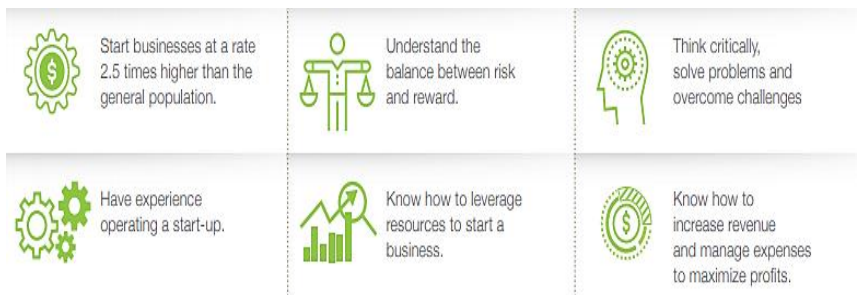 Start businesses at a rate
2.5 times higher than the
general population.
Understand the
balance between risk
and reward.
Think critically,
solve problems and
overcome challenges
Have experience
operating a start-up.
Know how to leverage
resources to start a
business.
Know how to
increase revenue
and manage expenses
to maximize profits.